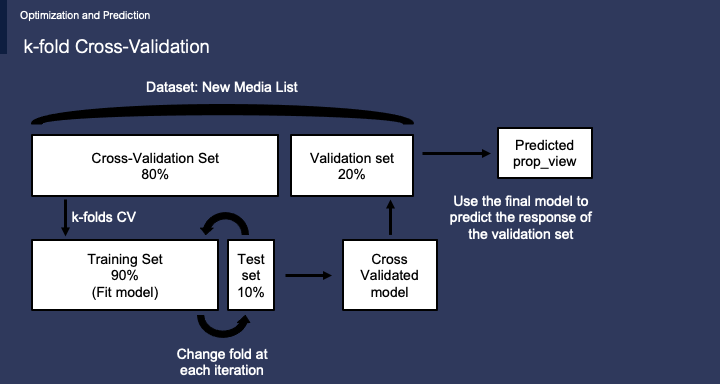 Optimization and Prediction
k-fold Cross-Validation
Dataset: New Media List
Cross-Validation Set
80%
Validation set
20%
Predicted
prop_view
k-folds CV
Use the final model to
predict the response of
the validation set
Training Set
90%
(Fit model)
Test
set
10%
Cross
Validated
model
Change fold at
each iteration